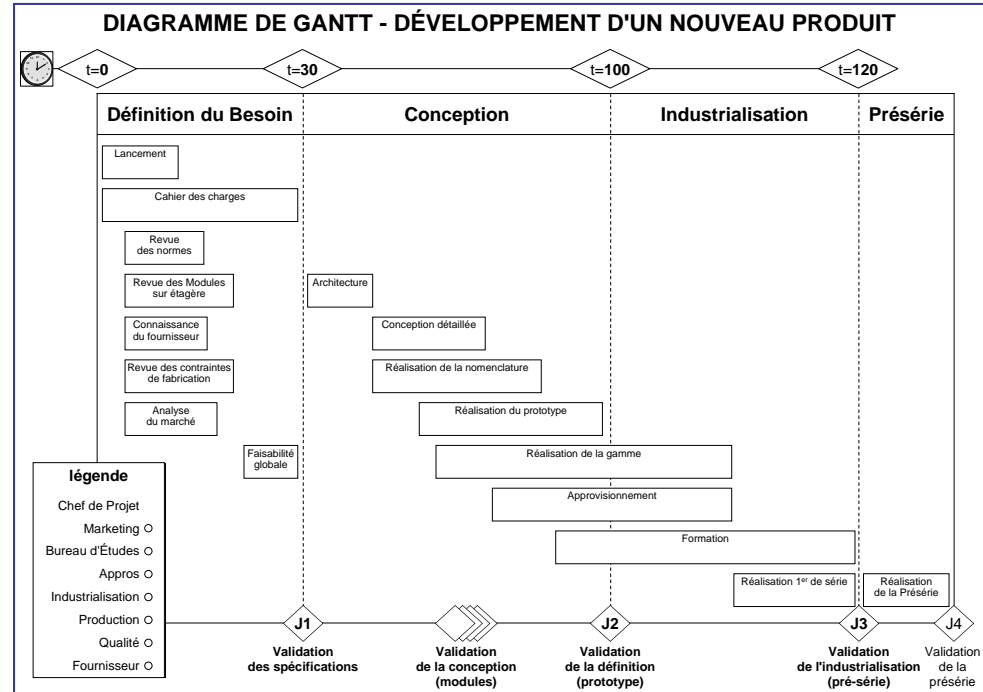 DIAGRAMME DE GANTT - DÉVELOPPEMENT D'UN NOUVEAU PRODUIT
t=0
t=30
t=100
t=120
Définition du Besoin
Conception
Industrialisation
Présérie
Lancement
Cahier des charges
Revue
des normes
Revue des Modules
sur étagère
Architecture
Connaissance
du fournisseur
Conception détaillée
Revue des contraintes
de fabrication
Réalisation de la nomenclature
Analyse
du marché
Réalisation du prototype
Faisabilité
globale
Réalisation de la gamme
Approvisionnement
Formation
Réalisation 1er de série
Réalisation
de la Présérie
légende
Chef de Projet
Marketing
Bureau d'Études
Appros
Industrialisation
Production
Qualité
Fournisseur
J1
J2
J3
J4
Validation
des spécifications
Validation
de la conception
(modules)
Validation
de la définition
(prototype)
Validation
de l'industrialisation
(pré-série)
Validation
de la
présérie